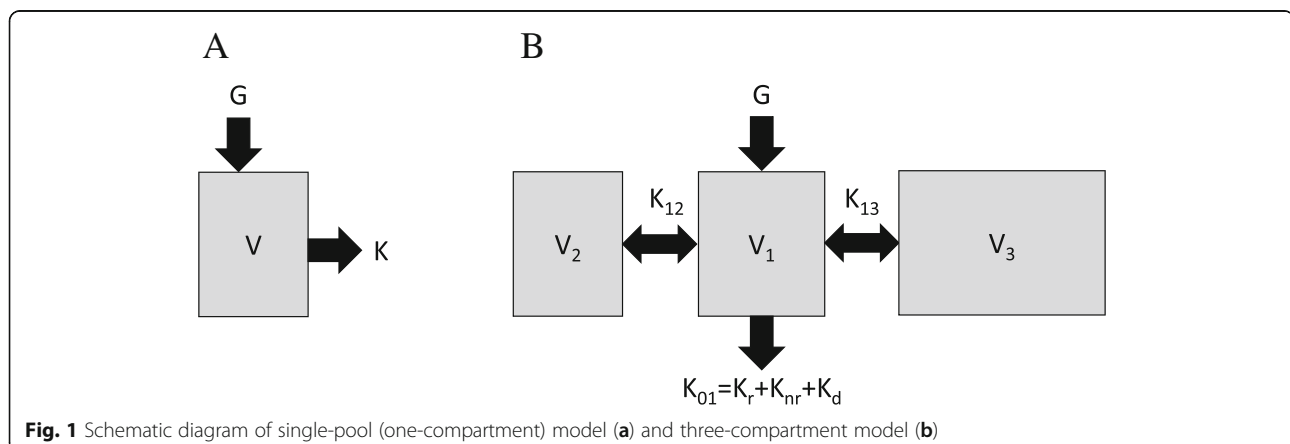 A
B
G
G
V
K
V₂
K₁₂
V₁
K₁₃
V₃
K₀₁=Kᵣ+Kₙᵣ+K_d
Fig. 1 Schematic diagram of single-pool (one-compartment) model (a) and three-compartment model (b)